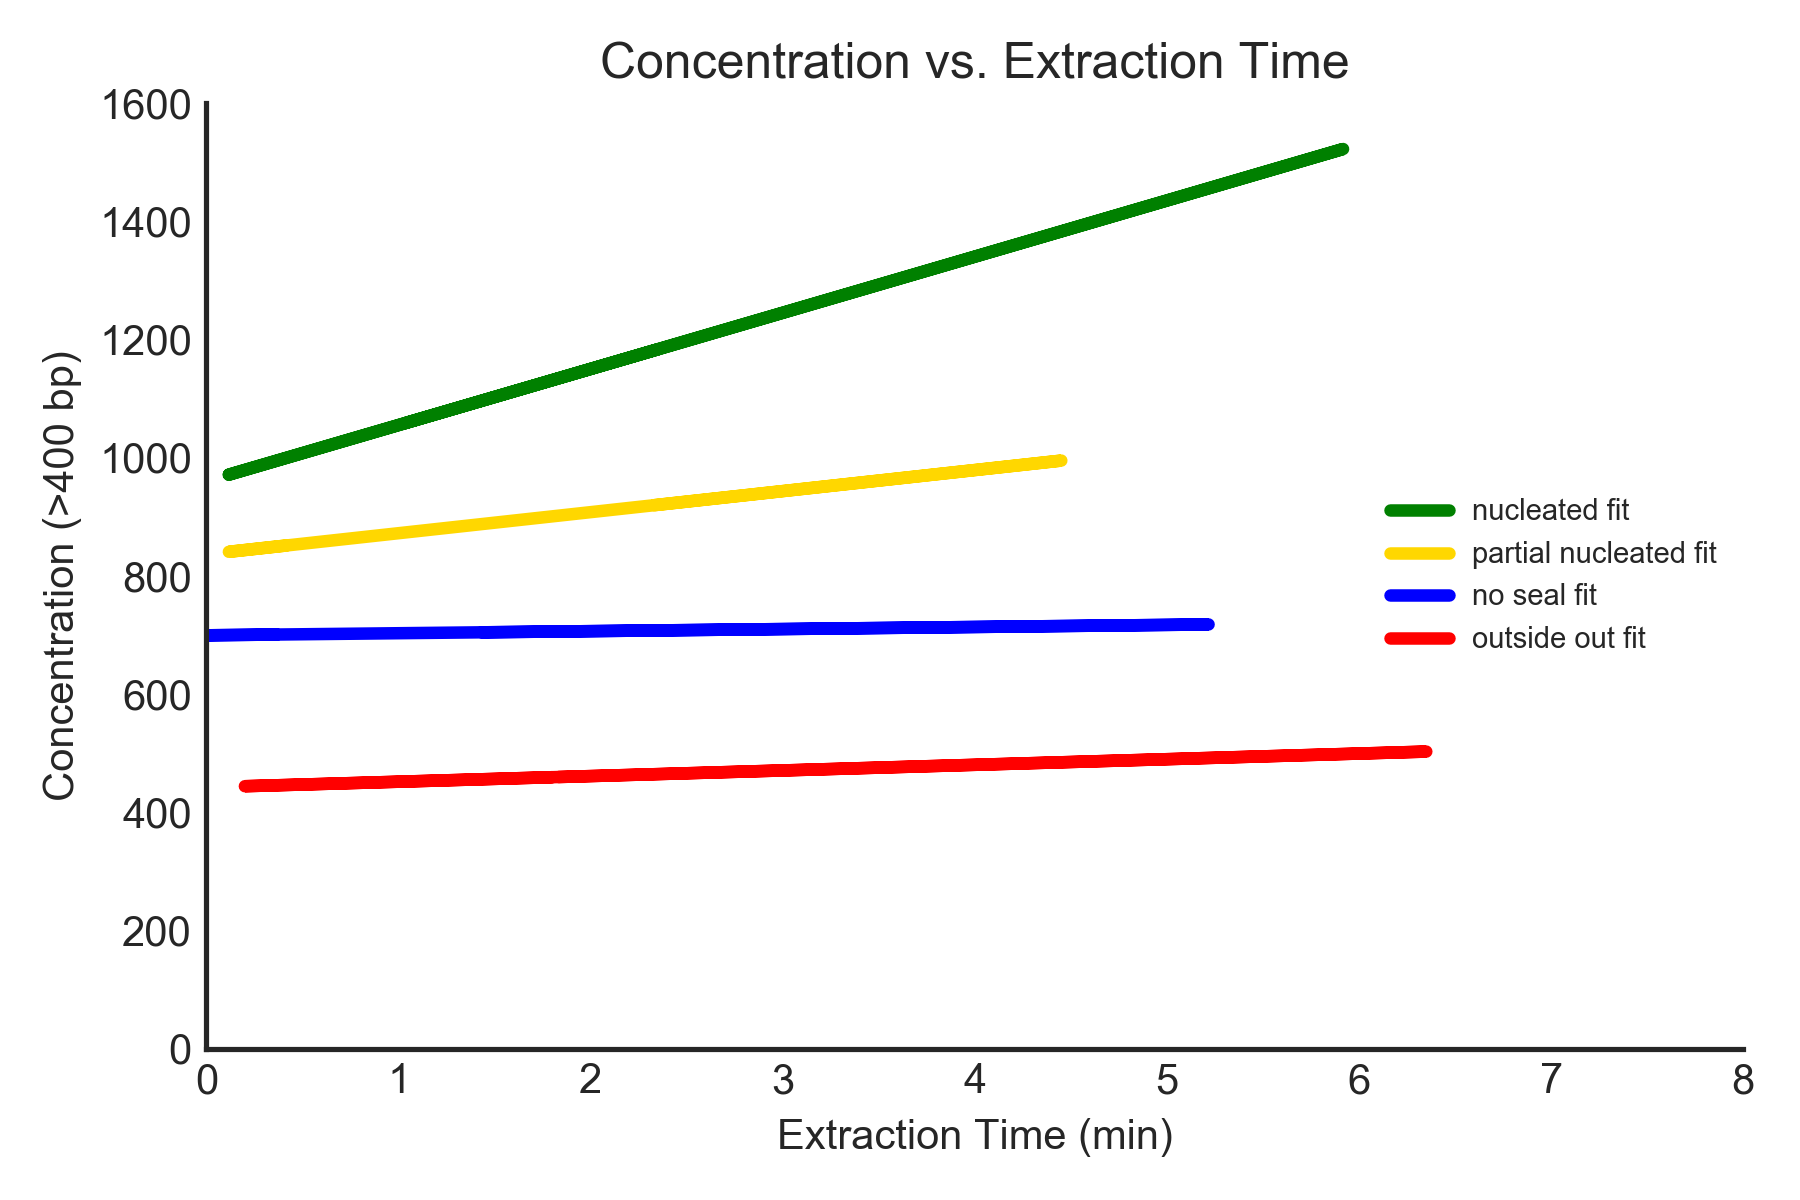 Concentration vs. Extraction Time
1600
1400
1200
1000
800
600
400
200
0
Concentration (>400 bp)
nucleated fit
partial nucleated fit
no seal fit
outside out fit
0 1 2 3 4 5 6 7 8
Extraction Time (min)